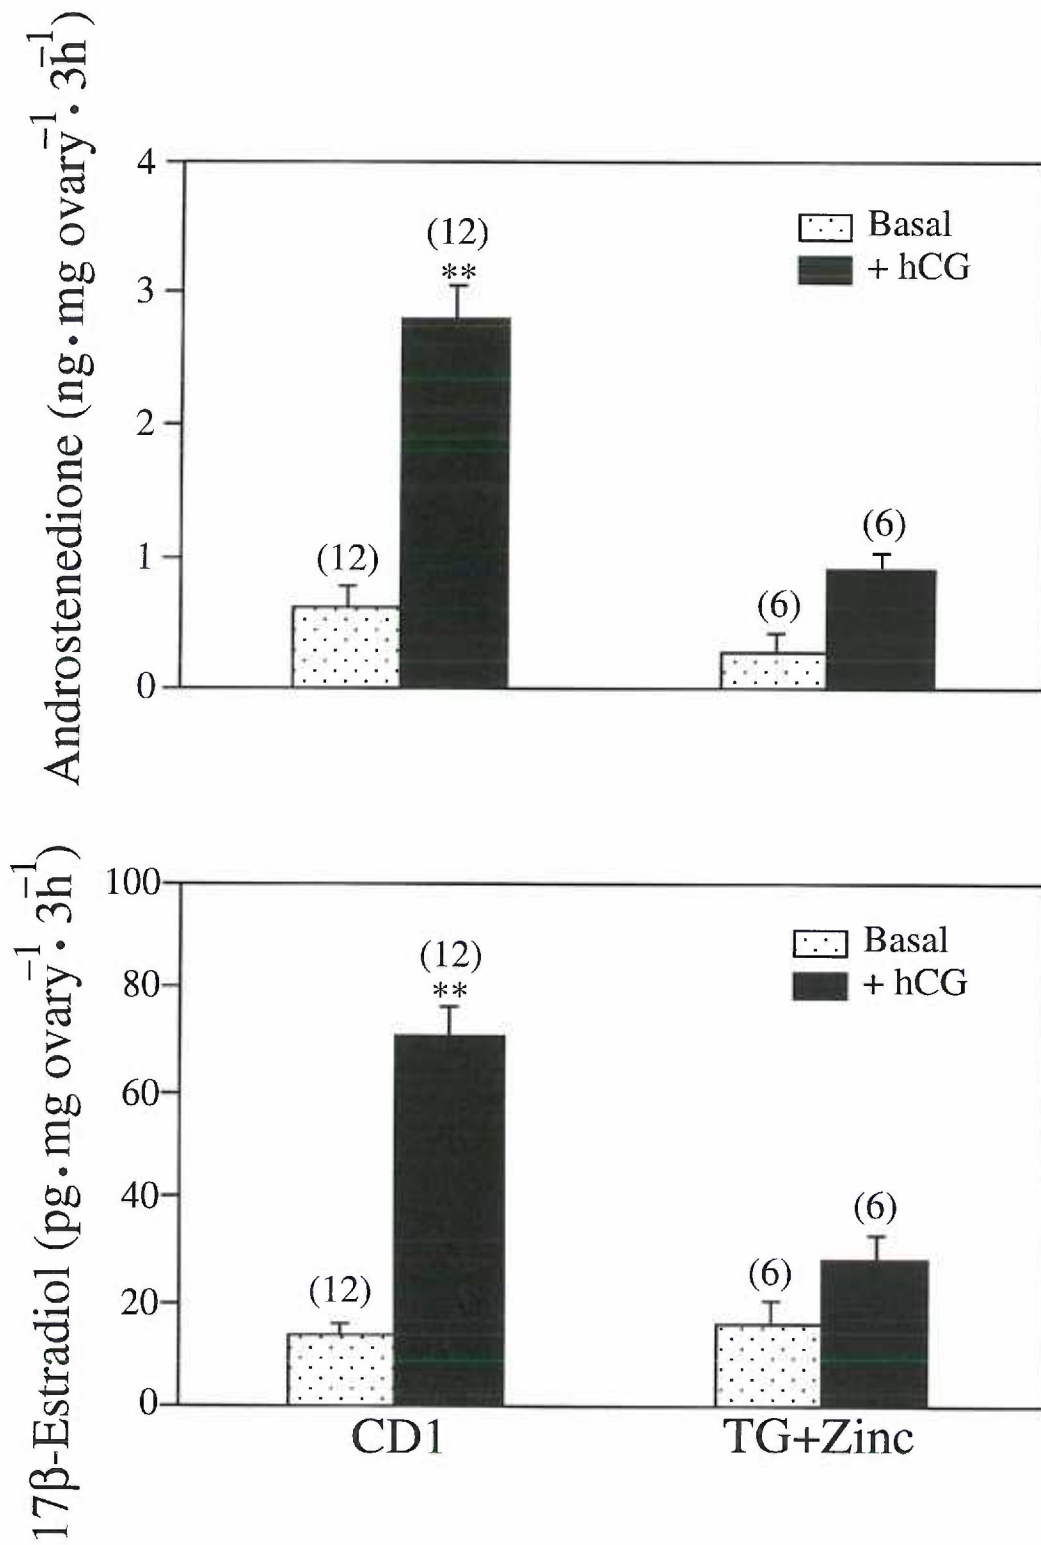 Androstenedione (ng·mg ovary⁻¹·3h⁻¹)
4
3
2
1
0
(12)
(12)
**
(6)
(6)
Basal
+ hCG
17β-Estradiol (pg·mg ovary⁻¹·3h⁻¹)
100
80
60
40
20
0
(12)
(12)
**
(6)
(6)
Basal
+ hCG
CD1
TG+Zinc